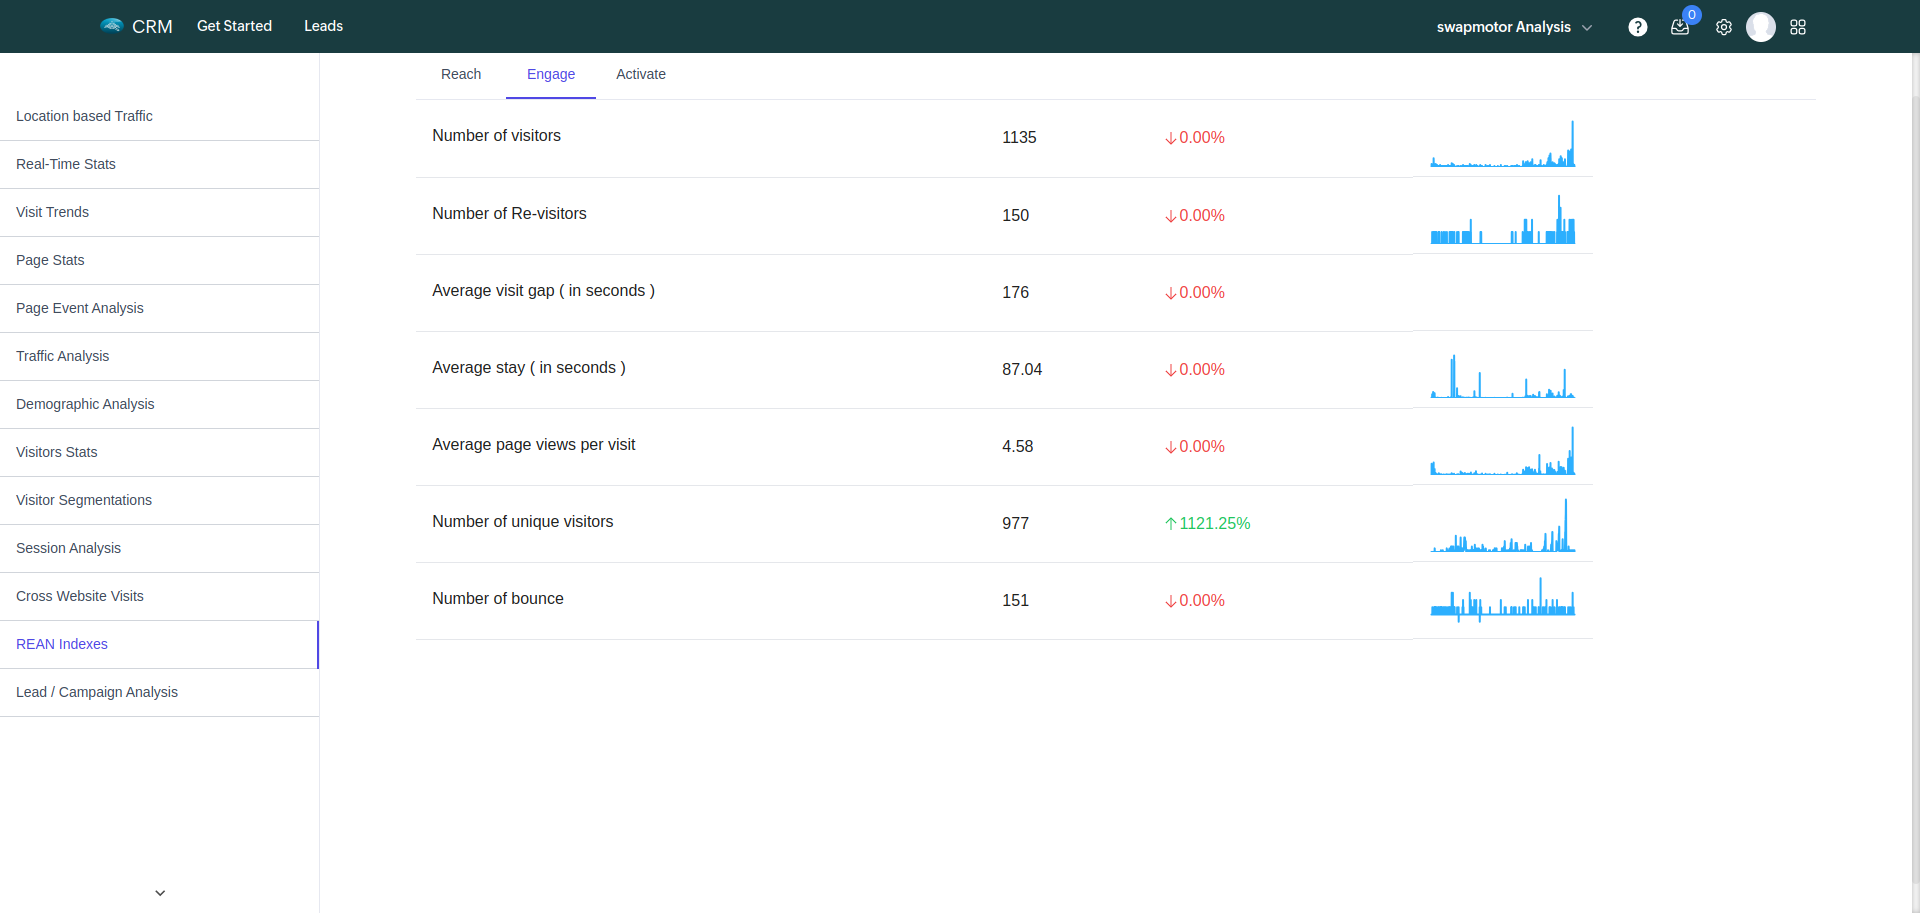 CRM Get Started Leads swapmotor Analysis ? 0
Reach Engage Activate
Location based Traffic
Real-Time Stats
Visit Trends
Page Stats
Page Event Analysis
Traffic Analysis
Demographic Analysis
Visitors Stats
Visitor Segmentations
Session Analysis
Cross Website Visits
REAN Indexes
Lead / Campaign Analysis
Number of visitors 1135 ↓0.00%
Number of Re-visitors 150 ↓0.00%
Average visit gap ( in seconds ) 176 ↓0.00%
Average stay ( in seconds ) 87.04 ↓0.00%
Average page views per visit 4.58 ↓0.00%
Number of unique visitors 977 ↑1121.25%
Number of bounce 151 ↓0.00%